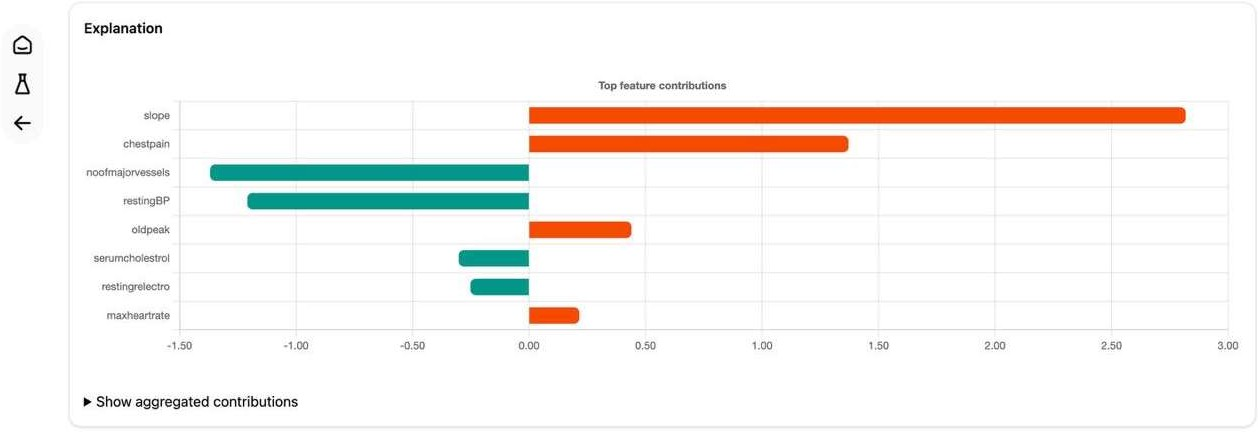 Explanation
Top feature contributions
slope
chestpain
noofmajorvessels
restingBP
oldpeak
serumcholestrol
restingrelectro
maxheartrate
-1.50 -1.00 -0.50 0.00 0.50 1.00 1.50 2.00 2.50 3.00
Show aggregated contributions